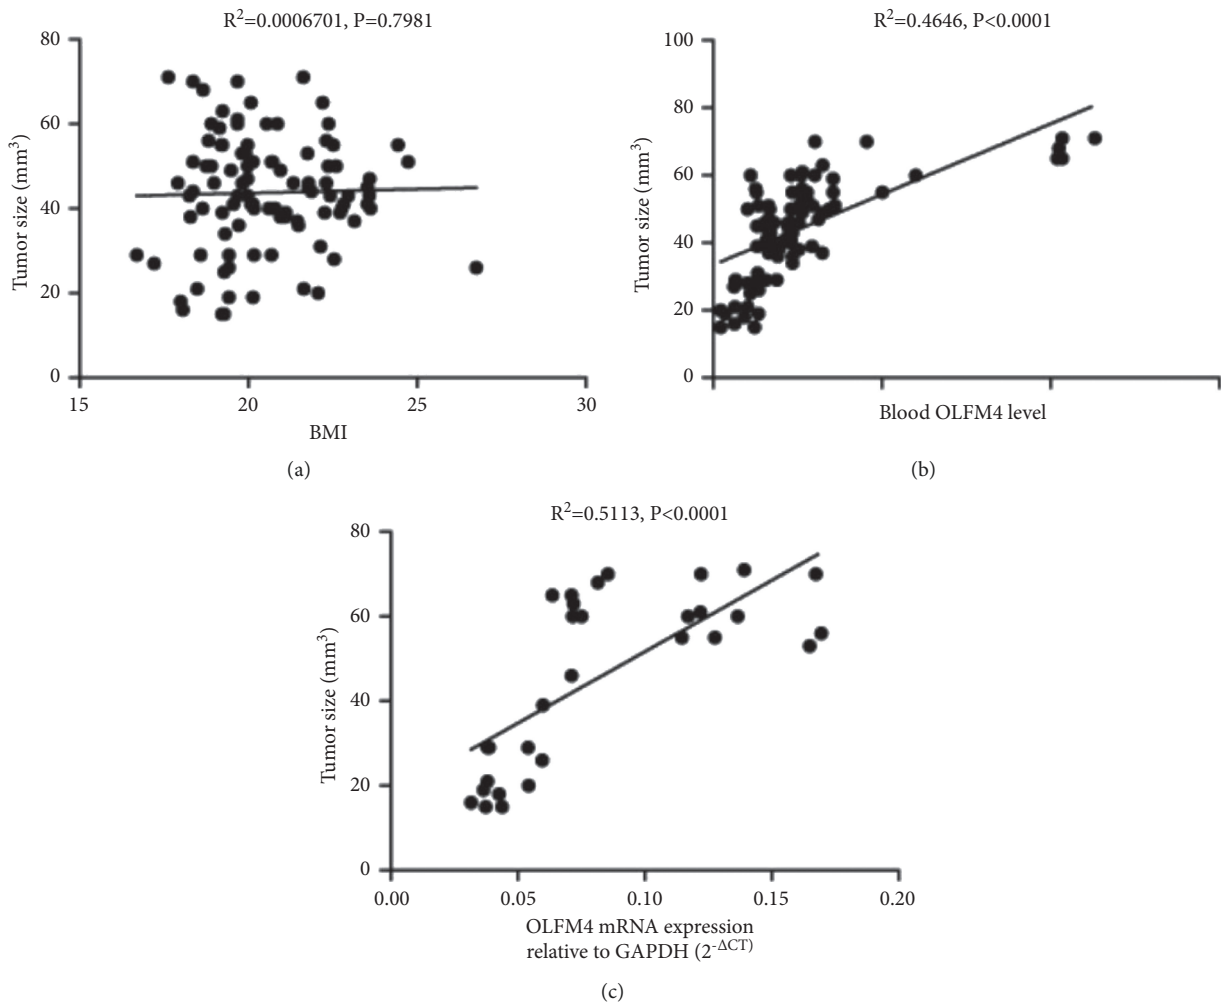 R²=0.0006701, P=0.7981
80
60
40
20
0
Tumor size (mm³)
15
20
25
30
BMI
(a)
R²=0.4646, P<0.0001
100
80
60
40
20
0
Tumor size (mm³)
Blood OLFM4 level
(b)
R²=0.5113, P<0.0001
80
60
40
20
0
Tumor size (mm³)
0.00
0.05
0.10
0.15
0.20
OLFM4 mRNA expression
relative to GAPDH (2⁻ΔCT)
(c)